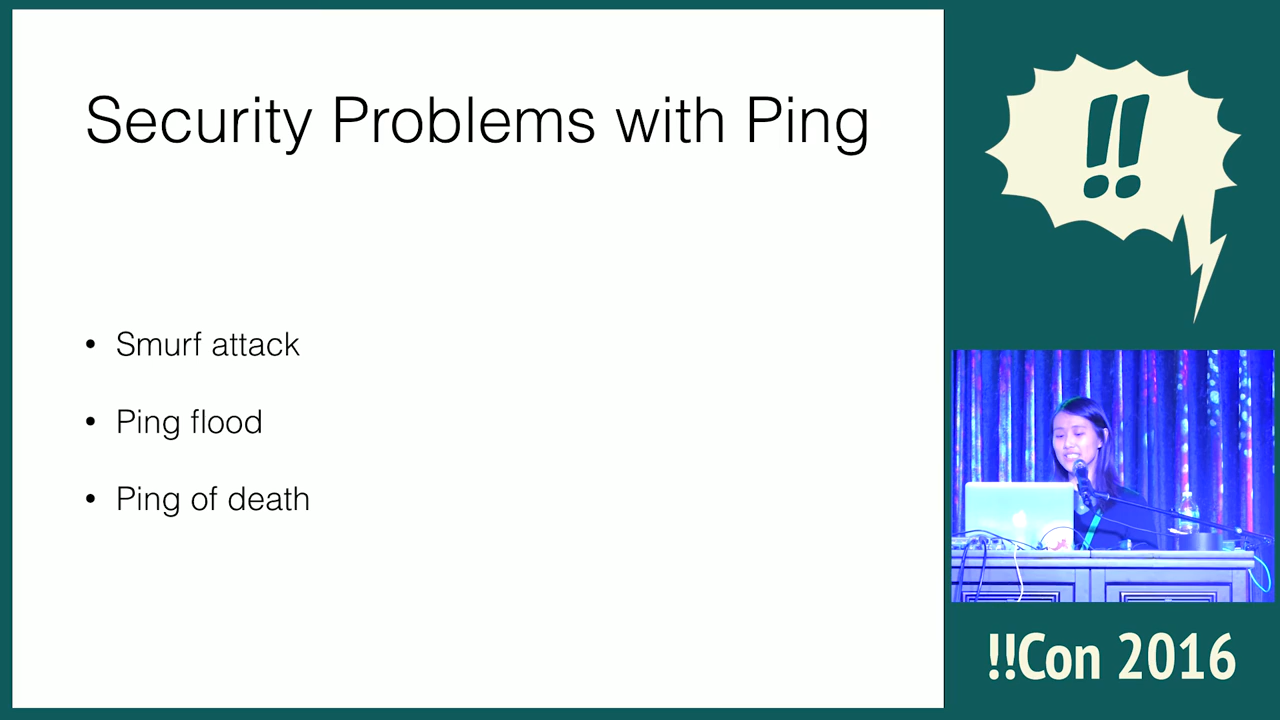 Security Problems with Ping
• Smurf attack
• Ping flood
• Ping of death
!!
!!Con 2016